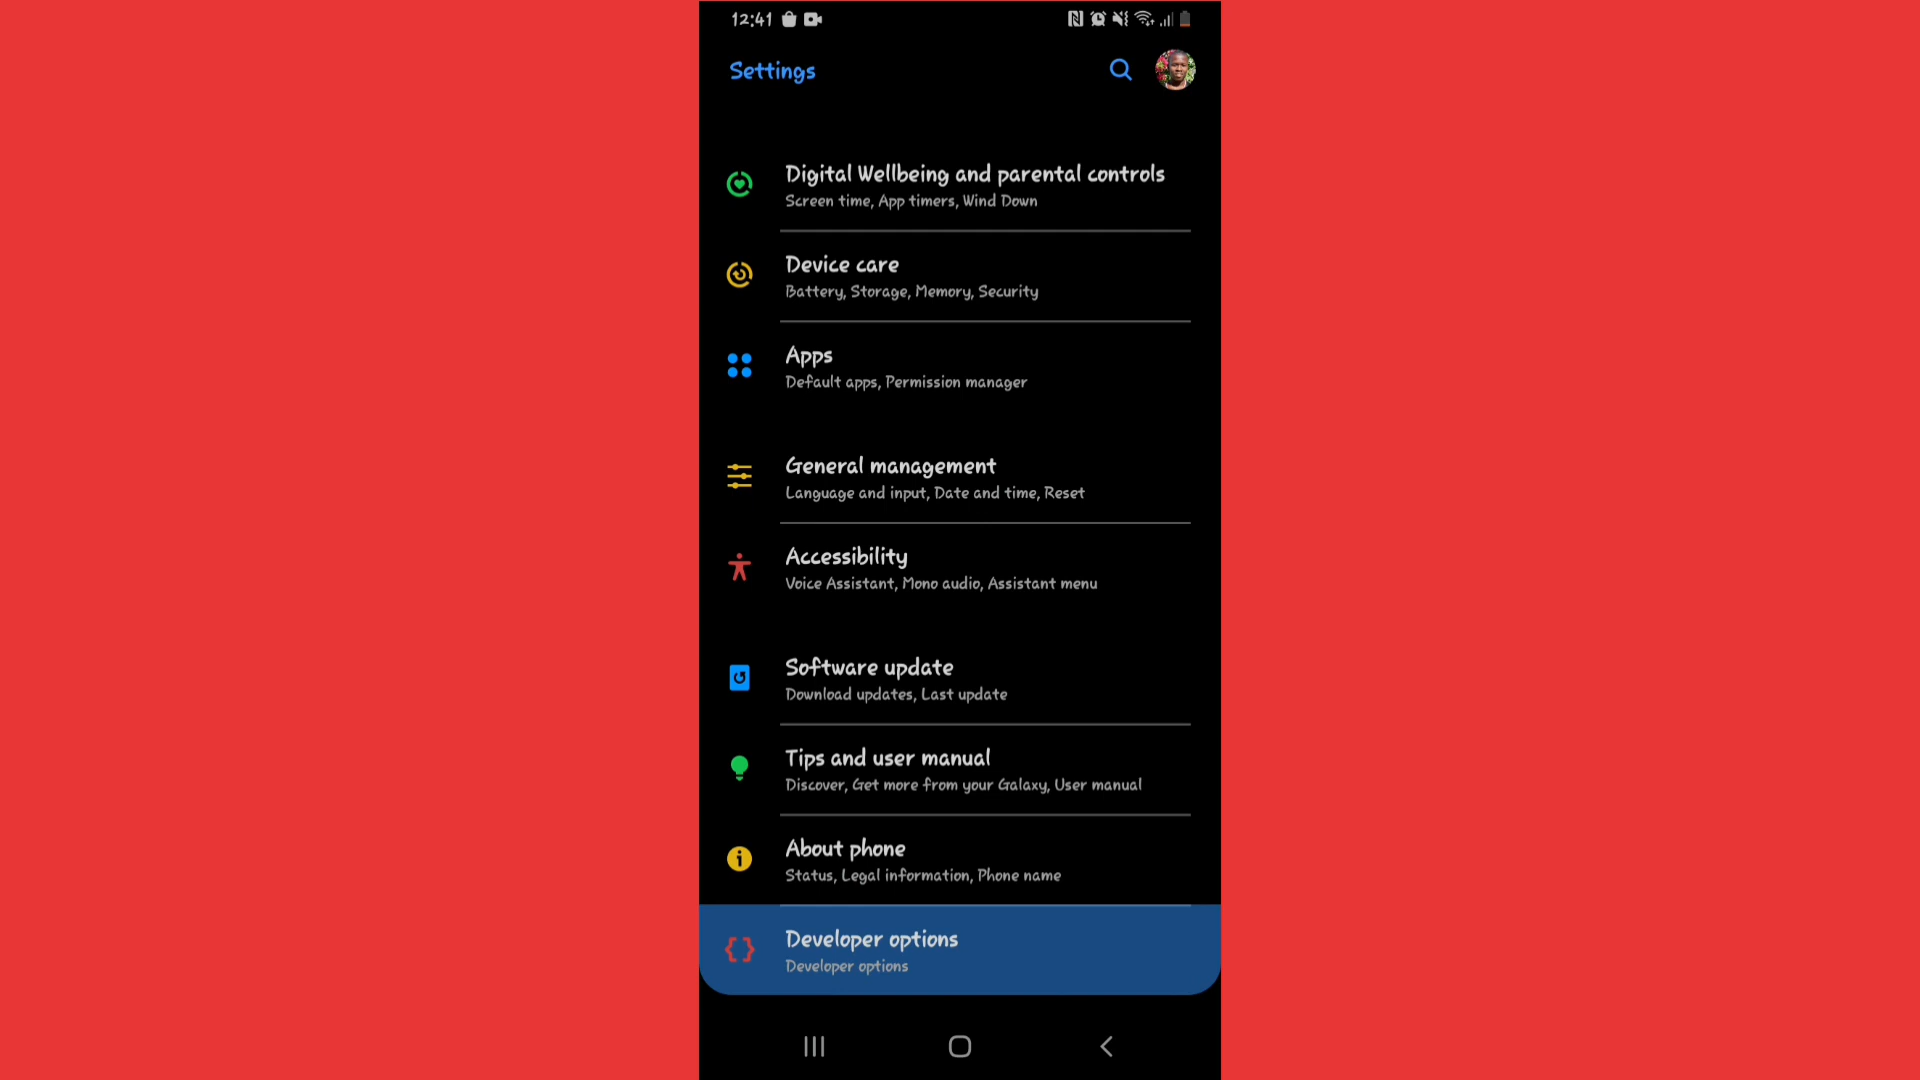 12:41
Settings
Digital Wellbeing and parental controls
Screen time, App timers, Wind Down
Device care
Battery, Storage, Memory, Security
Apps
Default apps, Permission manager
General management
Language and input, Date and time, Reset
Accessibility
Voice Assistant, Mono audio, Assistant menu
Software update
Download updates, Last update
Tips and user manual
Discover, Get more from your Galaxy, User manual
About phone
Status, Legal information, Phone name
Developer options
Developer options